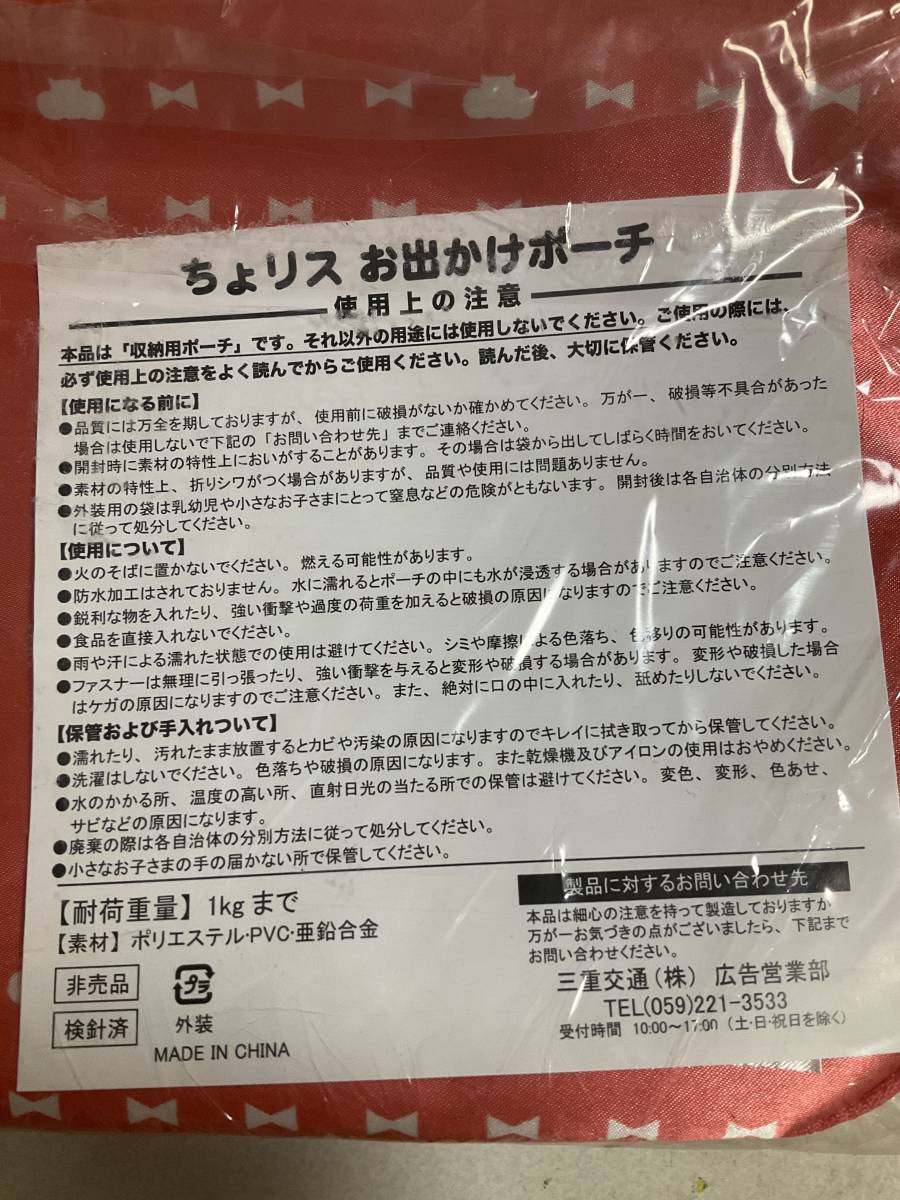 ちょリス お出かけポーチ
使用上の注意
本品は「収納用ポーチ」です。それ以外の用途には使用しないでください。ご使用の際には、
必ず使用上の注意をよく読んでからご使用ください。読んだ後、大切に保管ください。
【使用になる前に】
●品質には万全を期しておりますが、使用前に破損がないか確かめてください。万が一、破損等不具合があった
場合は使用しないで下記の「お問い合わせ先」までご連絡ください。
●開封時に素材の特性上においがすることがあります。その場合は袋から出してしばらく時間をおいてください。
●素材の特性上、折りシワがつく場合がありますが、品質や使用には問題ありません。
●外装用の袋は乳幼児や小さなお子さまにとって窒息などの危険がともないます。開封後は各自治体の分別方法
に従って処分してください。
【使用について】
●火のそばに置かないでください。燃える可能性があります。
●防水加工はされておりません。水に濡れるとポーチの中にも水が浸透する場合がありますのでご注意ください。
●鋭利な物を入れたり、強い衝撃や過度の荷重を加えると破損の原因になりますのでご注意ください。
●食品を直接入れないでください。
●雨や汗による濡れた状態での使用は避けてください。シミや摩擦による色落ち、色移りの可能性があります。
●ファスナーは無理に引っ張ったり、強い衝撃を与えると変形や破損する場合があります。変形や破損した場合
はケガの原因になりますのでご注意ください。また、絶対に口の中に入れたり、舐めたりしないでください。
【保管および手入れついて】
●濡れたり、汚れたまま放置するとカビや汚染の原因になりますのでキレイに拭き取ってから保管してください。
●洗濯はしないでください。色落ちや破損の原因になります。また乾燥機及びアイロンの使用はおやめください。
●水のかかる所、温度の高い所、直射日光の当たる所での保管は避けてください。変色、変形、色あせ、
サビなどの原因になります。
●廃棄の際は各自治体の分別方法に従って処分してください。
●小さなお子さまの手の届かない所で保管してください。
【耐荷重量】1kgまで
【素材】ポリエステル・PVC・亜鉛合金
非売品
検針済
プラ
外装
MADE IN CHINA
製品に対するお問い合わせ先
本品は細心の注意を持って製造しておりますが
万が一お気づきの点がございましたら、下記まで
お問い合わせください。
三重交通（株）広告営業部
TEL(059)221-3533
受付時間 10:00～17:00（土・日・祝日を除く）